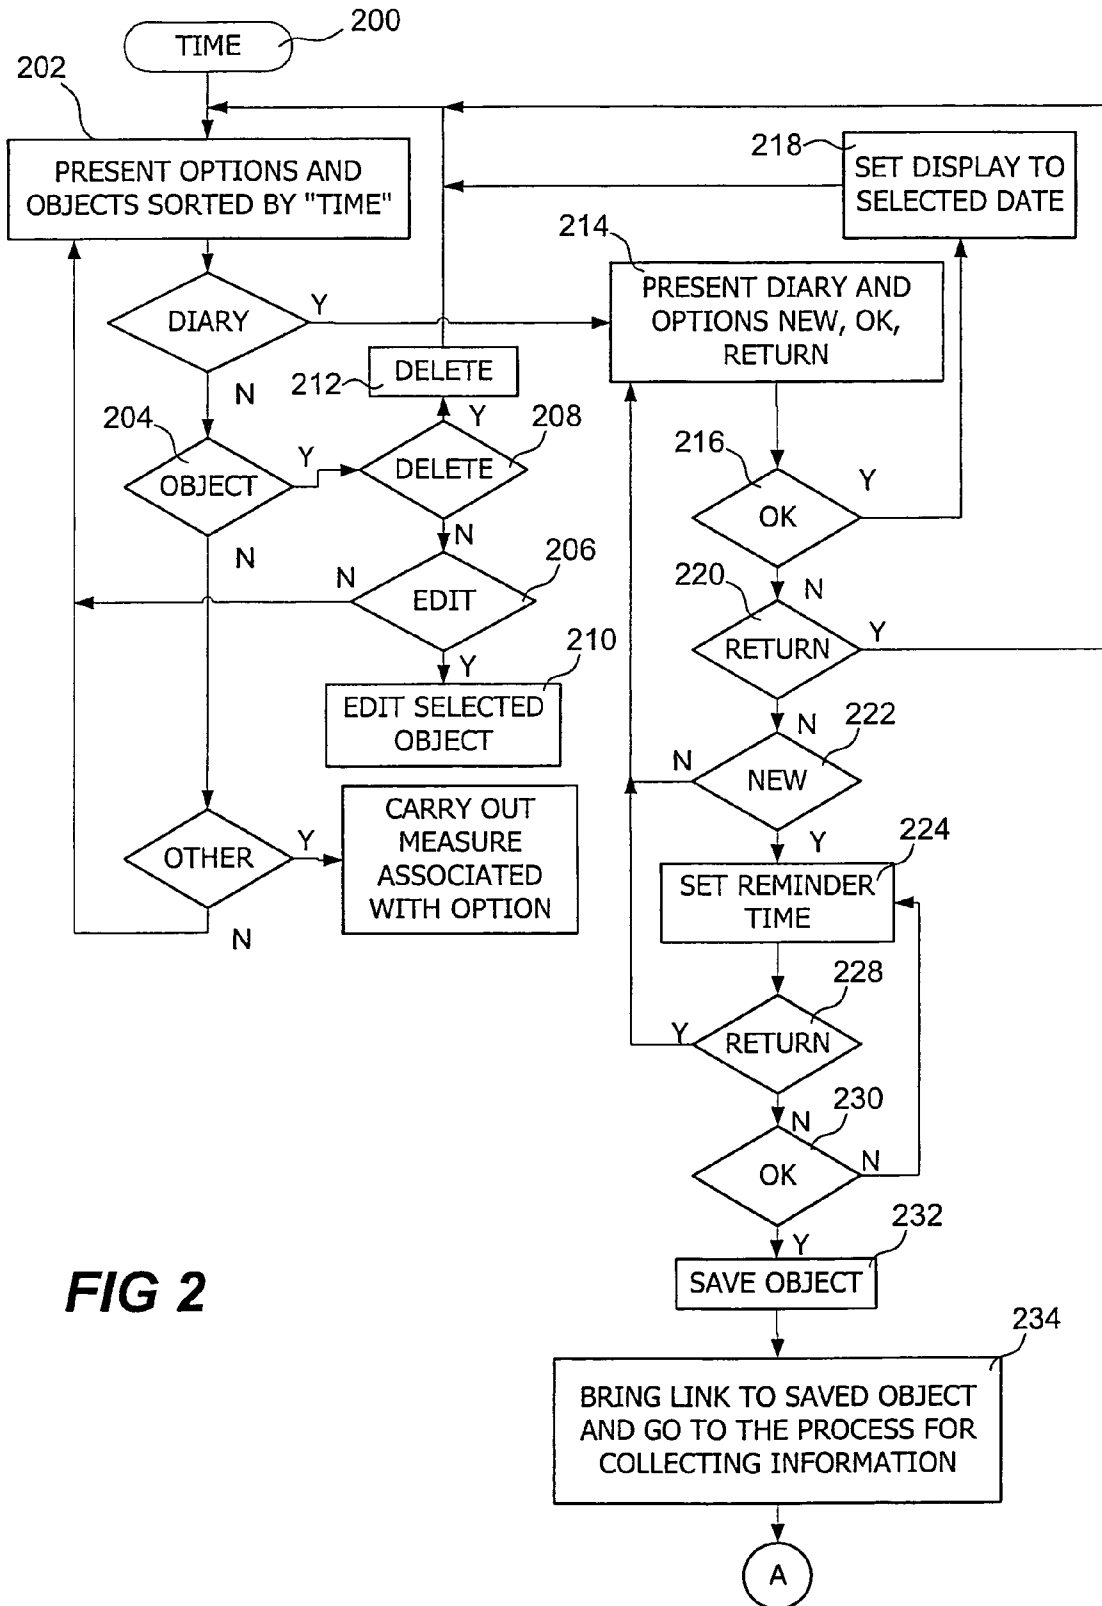 200
TIME
202
PRESENT OPTIONS AND
OBJECTS SORTED BY "TIME"
218
SET DISPLAY TO
SELECTED DATE
214
PRESENT DIARY AND
OPTIONS NEW, OK,
RETURN
DIARY
Y
N
212
DELETE
Y
204
OBJECT
Y
N
208
DELETE
N
206
EDIT
N
Y
210
EDIT SELECTED
OBJECT
216
OK
Y
N
220
RETURN
Y
N
222
NEW
N
Y
OTHER
Y
N
CARRY OUT
MEASURE
ASSOCIATED
WITH OPTION
224
SET REMINDER
TIME
228
RETURN
Y
N
230
OK
N
Y
232
SAVE OBJECT
FIG 2
234
BRING LINK TO SAVED OBJECT
AND GO TO THE PROCESS FOR
COLLECTING INFORMATION
A